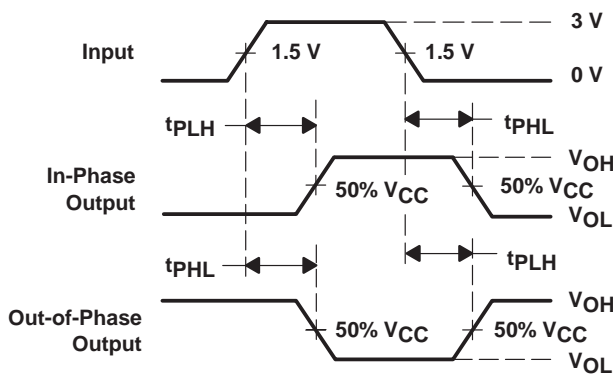 3 V
Input
1.5 V
1.5 V
0 V
tPLH
tPHL
VOH
In-Phase
Output
50% VCC
50% VCC
VOL
tPHL
tPLH
VOH
Out-of-Phase
Output
50% VCC
50% VCC
VOL